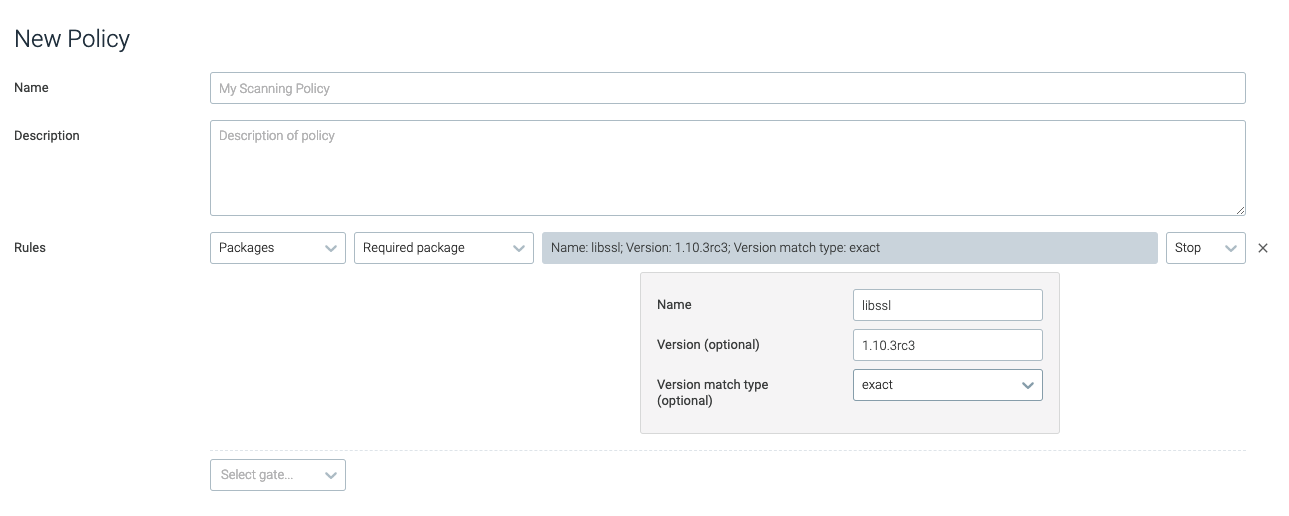 New Policy
Name
My Scanning Policy
Description
Description of policy
Rules
Packages
Required package
Name: libssl; Version: 1.10.3rc3; Version match type: exact
Stop
Name
libssl
Version (optional)
1.10.3rc3
Version match type
(optional)
exact
Select gate...